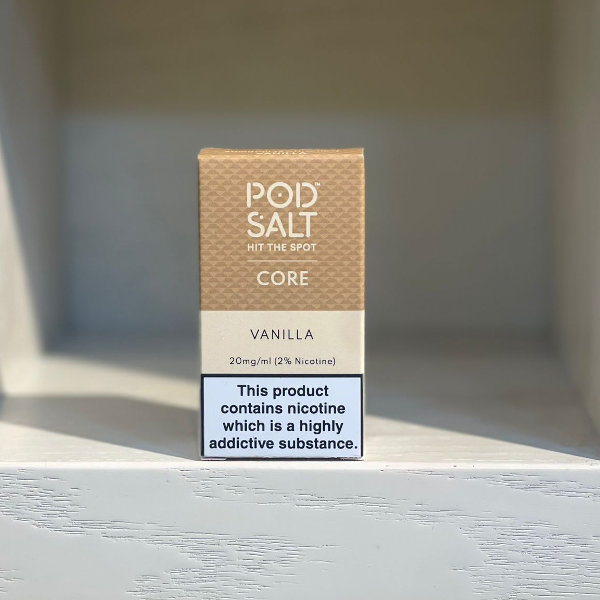 POD™
SALT
HIT THE SPOT
CORE
VANILLA
20mg/ml (2% Nicotine)
This product
contains nicotine
which is a highly
addictive substance.